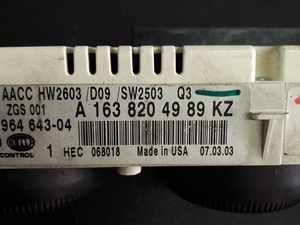 AACC HW2603 /D09 /SW2503 Q3
ZGS 001
A 163 820 49 89 KZ
964 643-04
CONTROL 1 HEC 068018 Made in USA 07.03.03